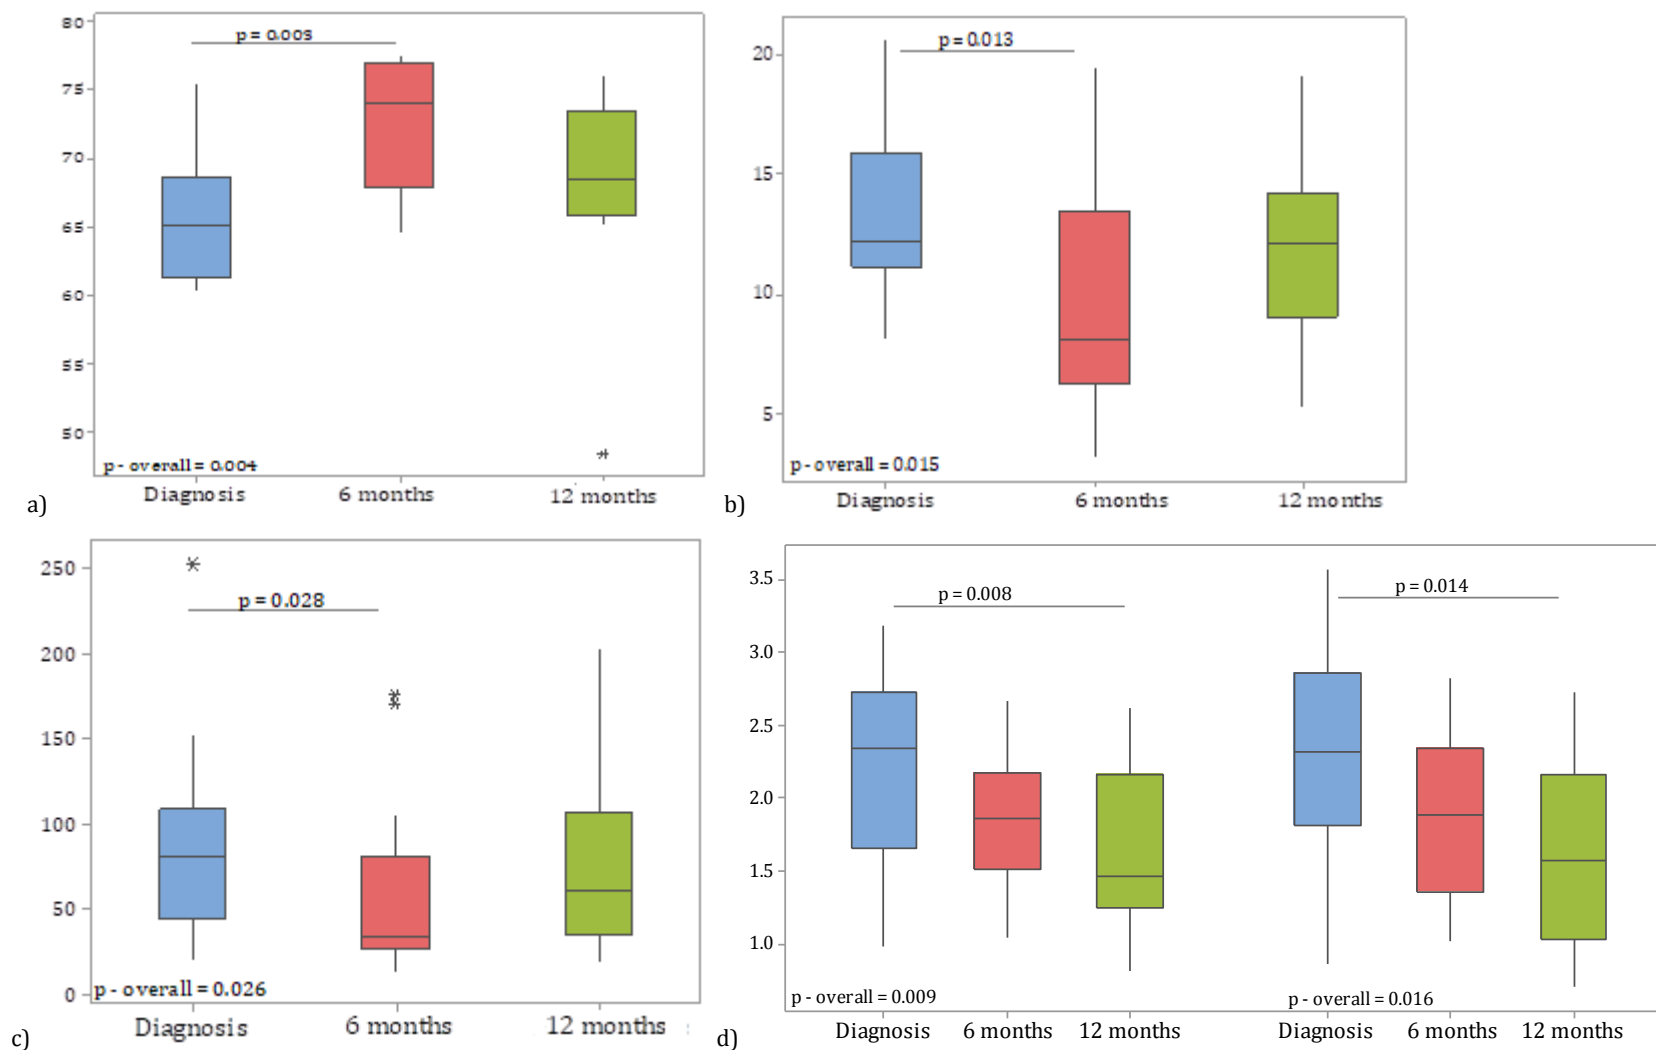 80
p = 0.003
75
70
65
60
55
50
p - overall = 0.004
Diagnosis 6 months 12 months
a)
p = 0.013
20
15
10
5
p - overall = 0.015
Diagnosis 6 months 12 months
b)
250
p = 0.028
200
150
100
50
0
p - overall = 0.026
Diagnosis 6 months 12 months
c)
3.5
p = 0.008 p = 0.014
3.0
2.5
2.0
1.5
1.0
p - overall = 0.009 p - overall = 0.016
Diagnosis 6 months 12 months Diagnosis 6 months 12 months
d)